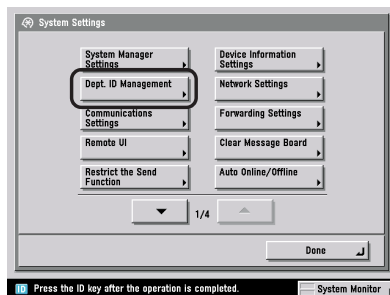 System Settings
System Manager
Settings
Device Information
Settings
Dept. ID Management
Network Settings
Communications
Settings
Forwarding Settings
Remote UI
Clear Message Board
Restrict the Send
Function
Auto Online/Offline
1/4
Done
ID Press the ID key after the operation is completed.
System Monitor